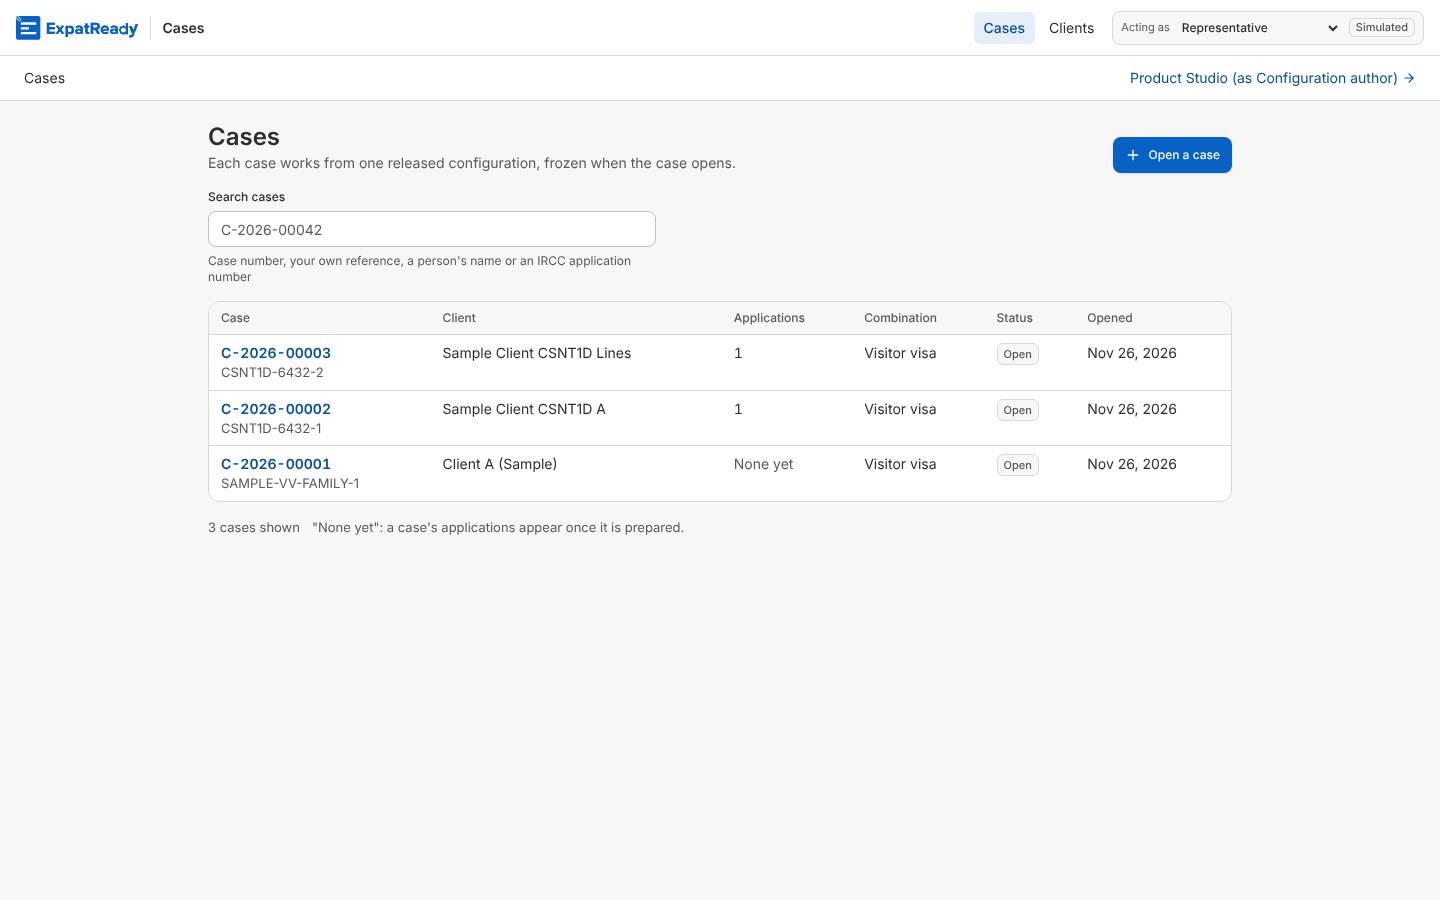 ExpatReady
Cases
Cases
Clients
Acting as
Representative
Simulated
Cases
Product Studio (as Configuration author) →
Cases
Each case works from one released configuration, frozen when the case opens.
+ Open a case
Search cases
C-2026-00042
Case number, your own reference, a person's name or an IRCC application
number
Case Client Applications Combination Status Opened
C-2026-00003 Sample Client CSNT1D Lines 1 Visitor visa Open Nov 26, 2026
CSNT1D-6432-2
C-2026-00002 Sample Client CSNT1D A 1 Visitor visa Open Nov 26, 2026
CSNT1D-6432-1
C-2026-00001 Client A (Sample) None yet Visitor visa Open Nov 26, 2026
SAMPLE-VV-FAMILY-1
3 cases shown "None yet": a case's applications appear once it is prepared.